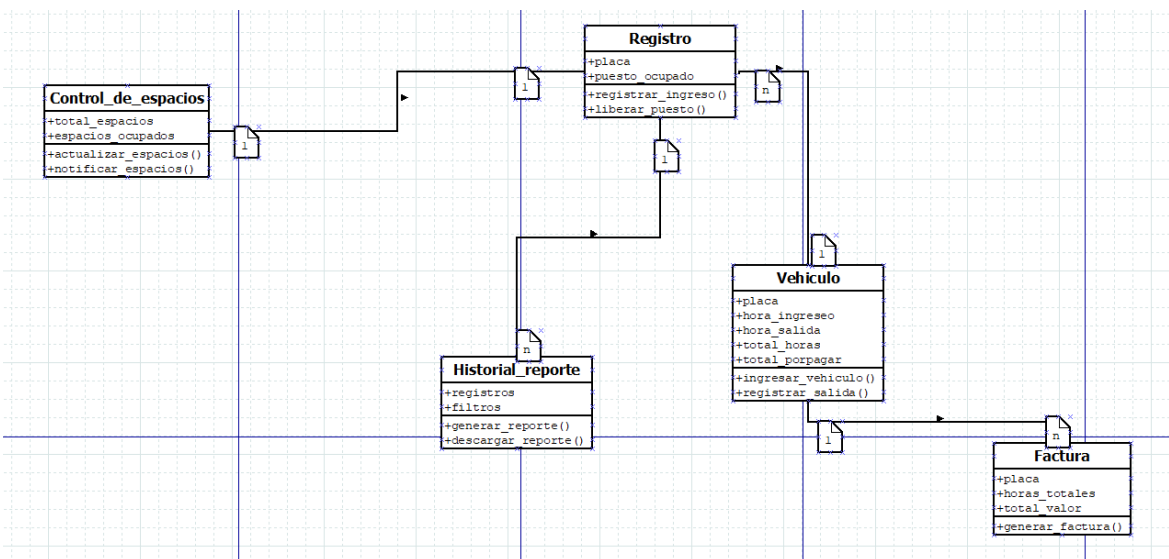 Registro
+placa
+puesto_ocupado
+registrar_ingreso()
+liberar_puesto()
Control_de_espacios
+total_espacios
+espacios_ocupados
+actualizar_espacios()
+notificar_espacios()
1
1
n
1
1
Vehiculo
+placa
+hora_ingreseo
+hora_salida
+total_horas
+total_porpagar
+ingresar_vehiculo()
+registrar_salida()
n
Historial_reporte
+registros
+filtros
+generar_reporte()
+descargar_reporte()
1
n
Factura
+placa
+horas_totales
+total_valor
+generar_factura()